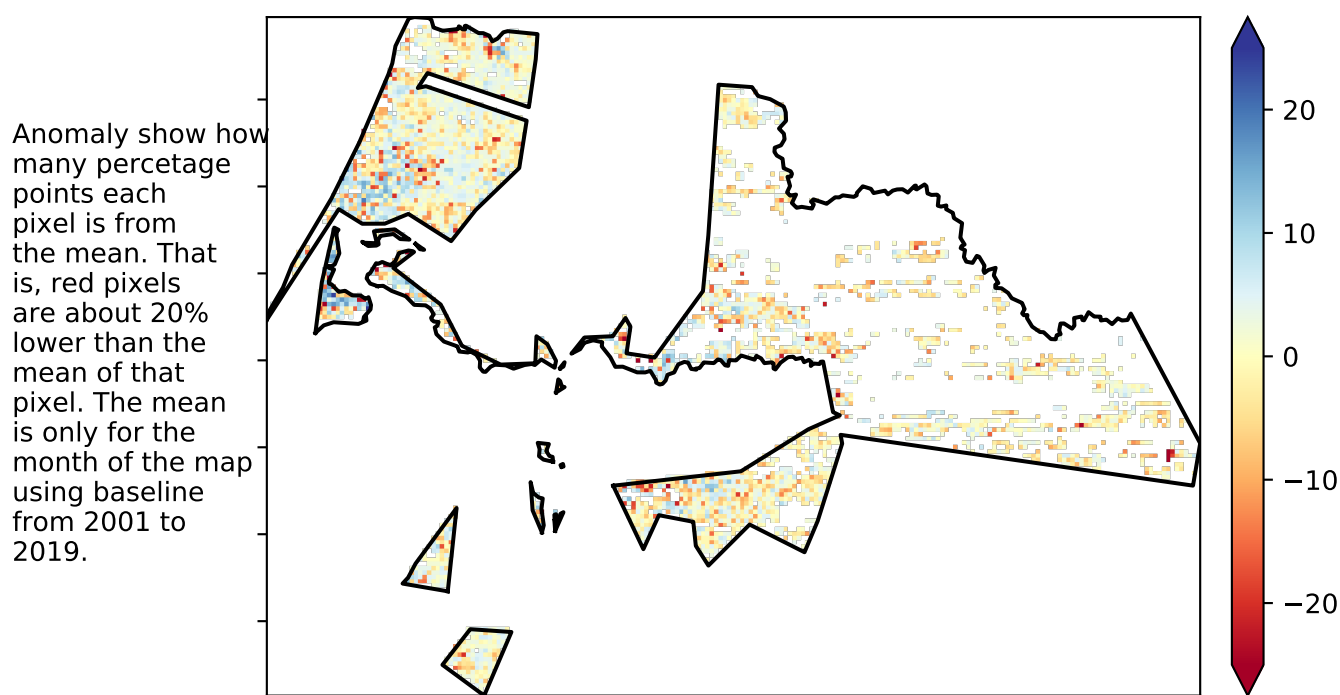 Anomaly show how
many percetage
points each
pixel is from
the mean. That
is, red pixels
are about 20%
lower than the
mean of that
pixel. The mean
is only for the
month of the map
using baseline
from 2001 to
2019.
20
10
0
−10
−20